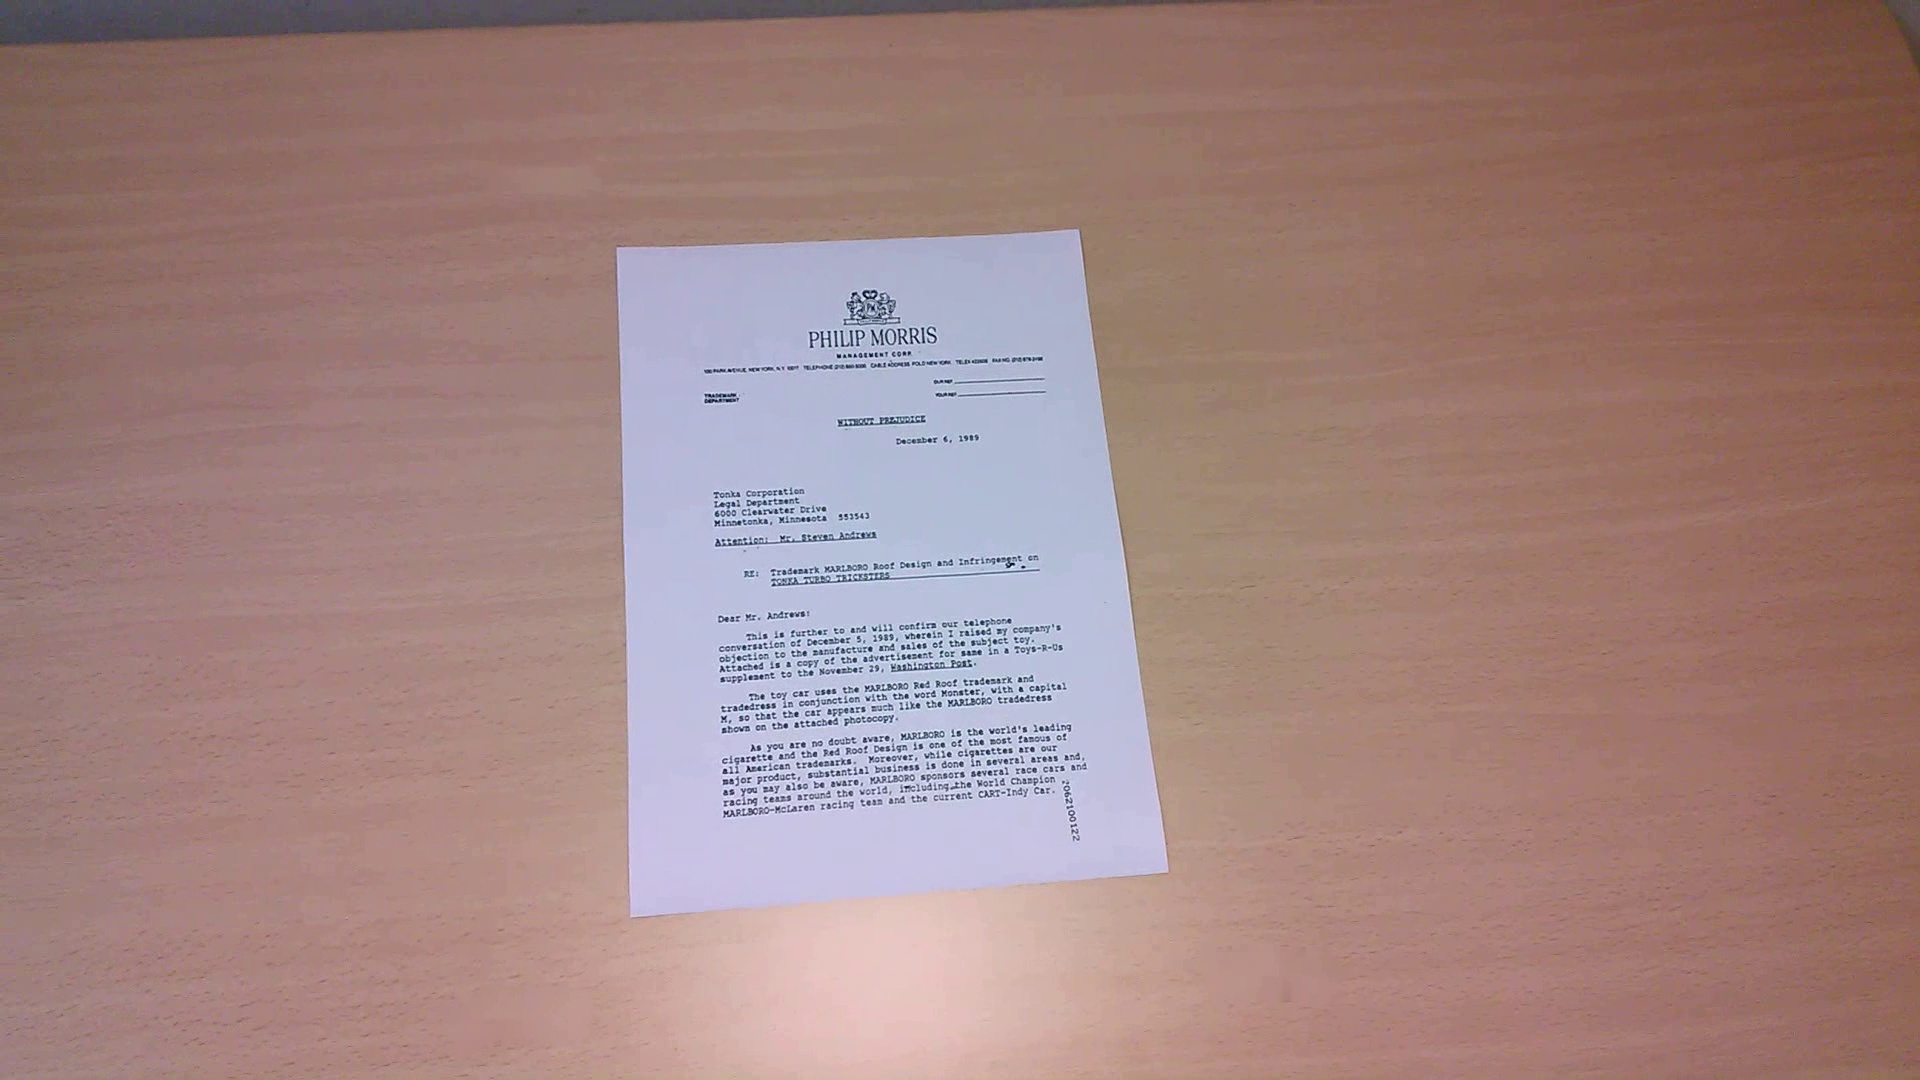 PHILIP MORRIS
MANAGEMENT CORP.
PARK AVENUE, NEW YORK, N.Y. 10017 TELEPHONE CABLE ADDRESS NEW YORK TELEX FAX NO.
OUR REF.
TRADEMARK
DEPARTMENT
YOUR REF.
WITHOUT PREJUDICE
December 6, 1989
Tonka Corporation
Legal Department
6000 Clearwater Drive
Minnetonka, Minnesota 553543
Attention: Mr. Steven Andrews
RE: Trademark MARLBORO Roof Design and Infringement on
TONKA TURBO TRICKSTERS
Dear Mr. Andrews:
This is further to and will confirm our telephone
conversation of December 5, 1989, wherein I raised my company's
objection to the manufacture and sales of the subject toy.
Attached is a copy of the advertisement for same in a Toys-R-Us
supplement to the November 29, Washington Post.
The toy car uses the MARLBORO Red Roof trademark and
tradedress in conjunction with the word Monster, with a capital
M, so that the car appears much like the MARLBORO tradedress
shown on the attached photocopy.
As you are no doubt aware, MARLBORO is the world's leading
cigarette and the Red Roof Design is one of the most famous of
all American trademarks. Moreover, while cigarettes are our
major product, substantial business is done in several areas and,
as you may also be aware, MARLBORO sponsors several race cars and
racing teams around the world, including the World Champion
MARLBORO-McLaren racing team and the current CART-Indy Car.
2062100122